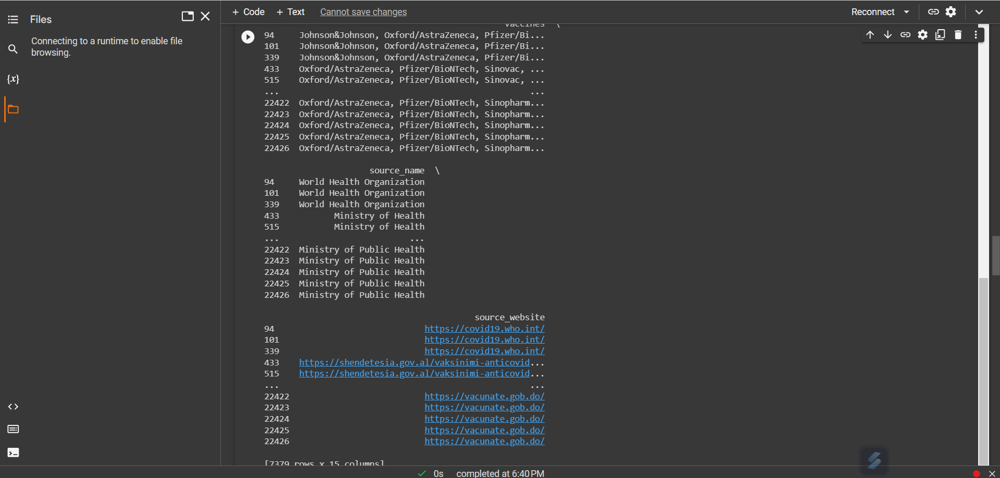 Files
Connecting to a runtime to enable file
browsing.
{x}
+ Code + Text Cannot save changes Reconnect
vaccines \
94 Johnson&Johnson, Oxford/AstraZeneca, Pfizer/Bi...
101 Johnson&Johnson, Oxford/AstraZeneca, Pfizer/Bi...
339 Johnson&Johnson, Oxford/AstraZeneca, Pfizer/Bi...
433 Oxford/AstraZeneca, Pfizer/BioNTech, Sinovac, ...
515 Oxford/AstraZeneca, Pfizer/BioNTech, Sinovac, ...
... ...
22422 Oxford/AstraZeneca, Pfizer/BioNTech, Sinopharm...
22423 Oxford/AstraZeneca, Pfizer/BioNTech, Sinopharm...
22424 Oxford/AstraZeneca, Pfizer/BioNTech, Sinopharm...
22425 Oxford/AstraZeneca, Pfizer/BioNTech, Sinopharm...
22426 Oxford/AstraZeneca, Pfizer/BioNTech, Sinopharm...
source_name \
94 World Health Organization
101 World Health Organization
339 World Health Organization
433 Ministry of Health
515 Ministry of Health
... ...
22422 Ministry of Public Health
22423 Ministry of Public Health
22424 Ministry of Public Health
22425 Ministry of Public Health
22426 Ministry of Public Health
source_website
94 https://covid19.who.int/
101 https://covid19.who.int/
339 https://covid19.who.int/
433 https://shendetesia.gov.al/vaksinimi-anticovid...
515 https://shendetesia.gov.al/vaksinimi-anticovid...
... ...
22422 https://vacunate.gob.do/
22423 https://vacunate.gob.do/
22424 https://vacunate.gob.do/
22425 https://vacunate.gob.do/
22426 https://vacunate.gob.do/
[7379 rows x 15 columns]
0s completed at 6:40 PM